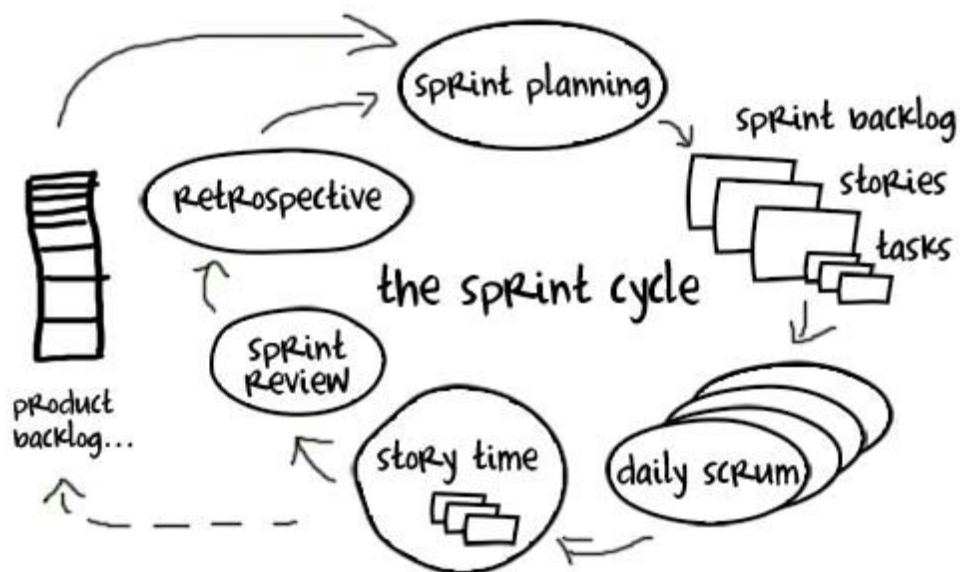 sprint planning
sprint backlog
stories
tasks
retrospective
the sprint cycle
sprint
review
product
backlog...
story time
daily scrum